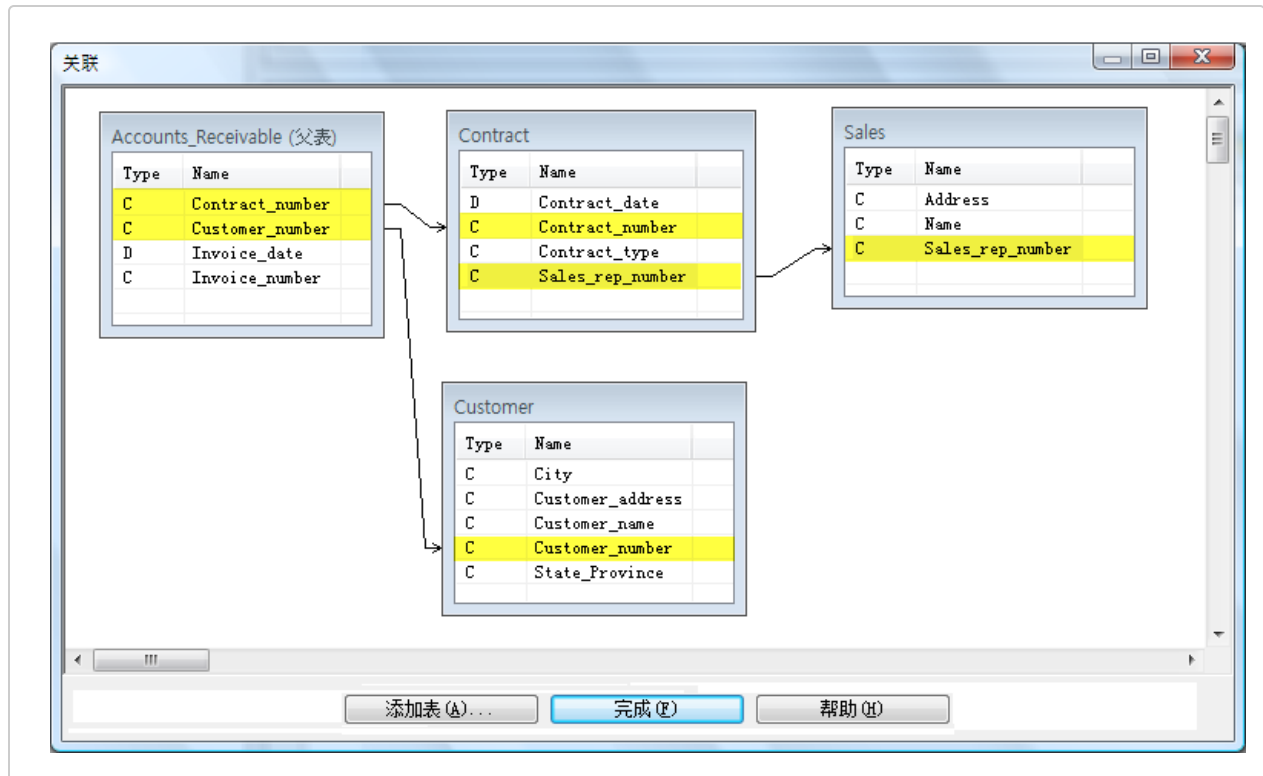 关联
Accounts_Receivable (父表)
Type Name
C Contract_number
C Customer_number
D Invoice_date
C Invoice_number
Contract
Type Name
D Contract_date
C Contract_number
C Contract_type
C Sales_rep_number
Sales
Type Name
C Address
C Name
C Sales_rep_number
Customer
Type Name
C City
C Customer_address
C Customer_name
C Customer_number
C State_Province
添加表(A)... 完成(F) 帮助(H)